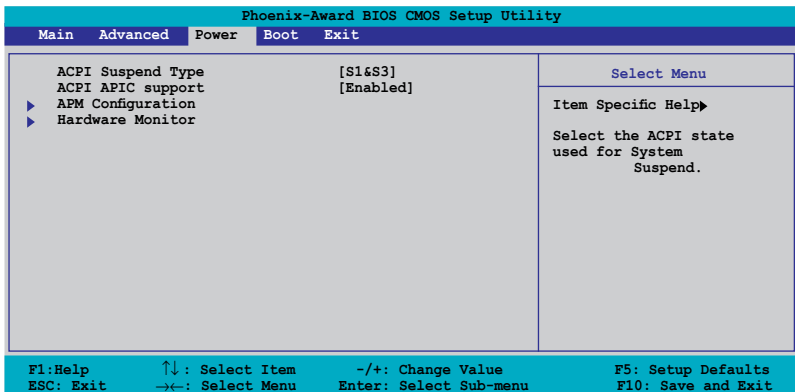 Phoenix-Award BIOS CMOS Setup Utility
Main Advanced Power Boot Exit
ACPI Suspend Type [S1&S3]
ACPI APIC support [Enabled]
APM Configuration
Hardware Monitor
Select Menu
Item Specific Help
Select the ACPI state
used for System
Suspend.
F1:Help ↑↓ : Select Item -/+: Change Value F5: Setup Defaults
ESC: Exit →←: Select Menu Enter: Select Sub-menu F10: Save and Exit